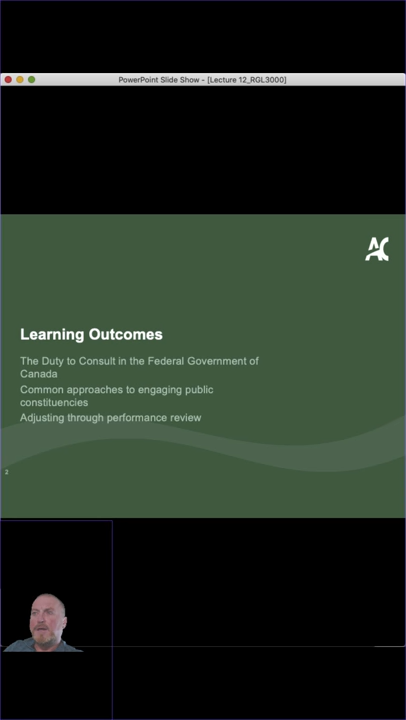 PowerPoint Slide Show - [Lecture 12_RGL3000]
AC
Learning Outcomes
The Duty to Consult in the Federal Government of
Canada
Common approaches to engaging public
constituencies
Adjusting through performance review
2